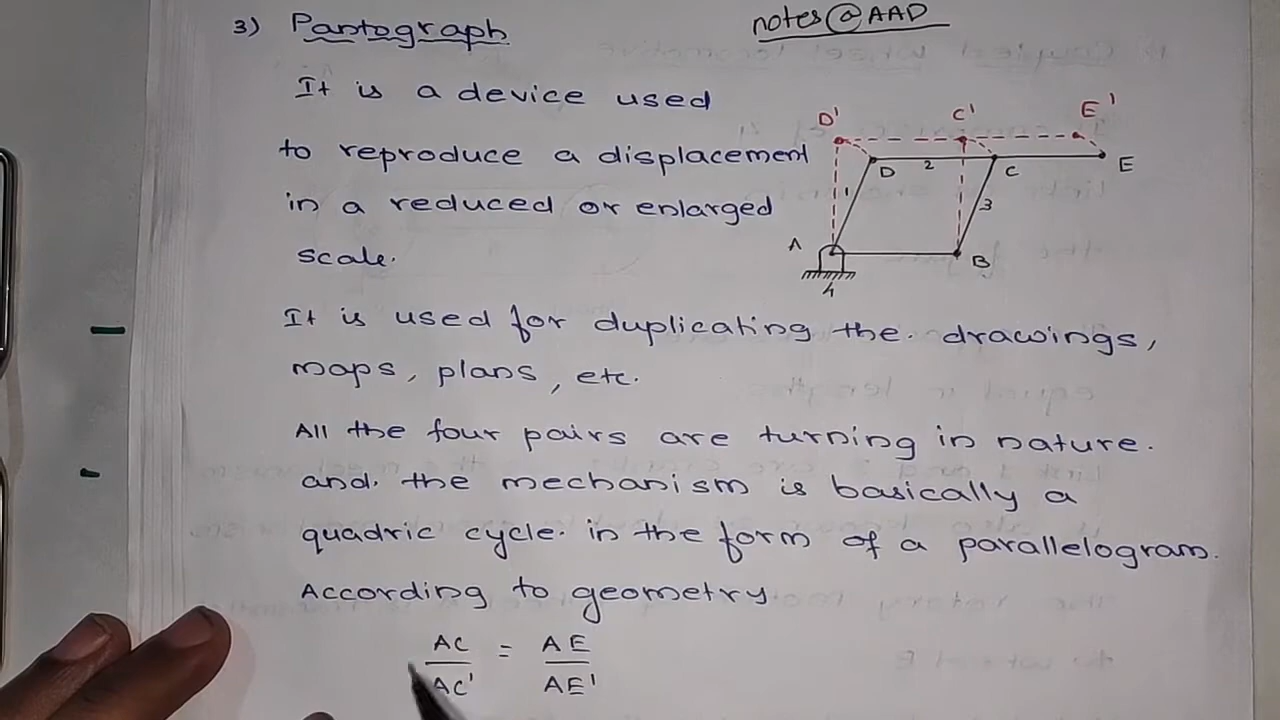 3) Pantograph
notes@AAD
It is a device used
to reproduce a displacement
in a reduced or enlarged
scale.
D' C' E'
D 2 C E
1 3
A B
4
It is used for duplicating the drawings,
maps, plans, etc.
All the four pairs are turning in nature.
and. the mechanism is basically a
quadric cycle. in the form of a parallelogram.
According to geometry
AC = AE
AC' AE'